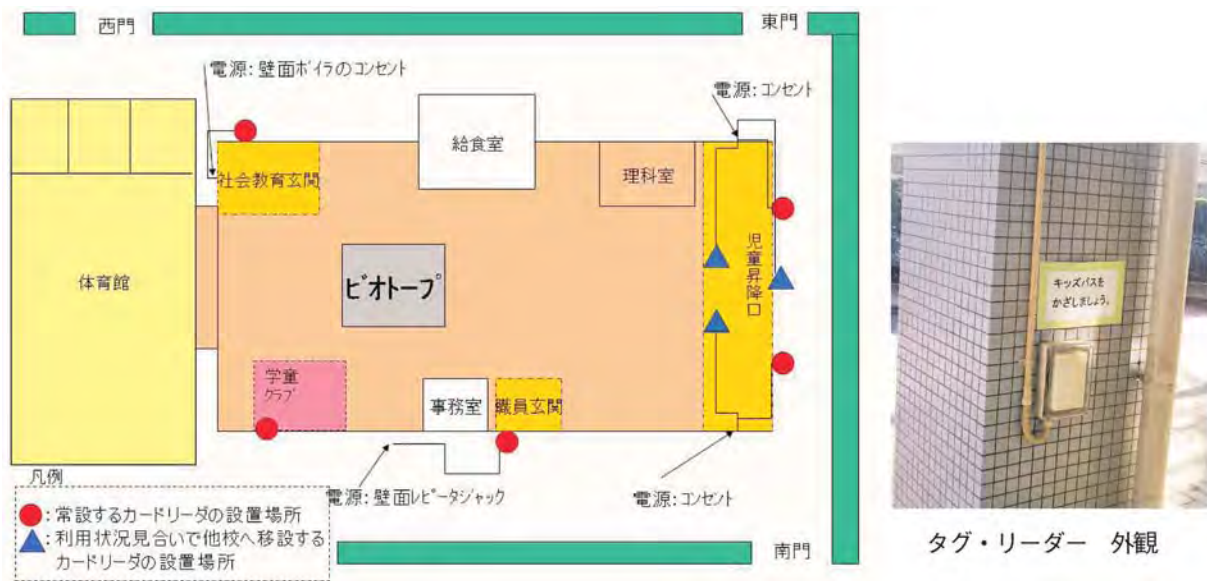 西門
東門
電源:壁面ボイラのコンセント
電源:コンセント
給食室
理科室
社会教育玄関
児童昇降口
体育館
ビオトープ
学童
クラブ
事務室
職員玄関
電源:壁面レピータジャック
電源:コンセント
南門
凡例
:常設するカードリーダの設置場所
:利用状況見合いで他校へ移設する
カードリーダの設置場所
キッズパスを
かざしましょう。
タグ・リーダー 外観